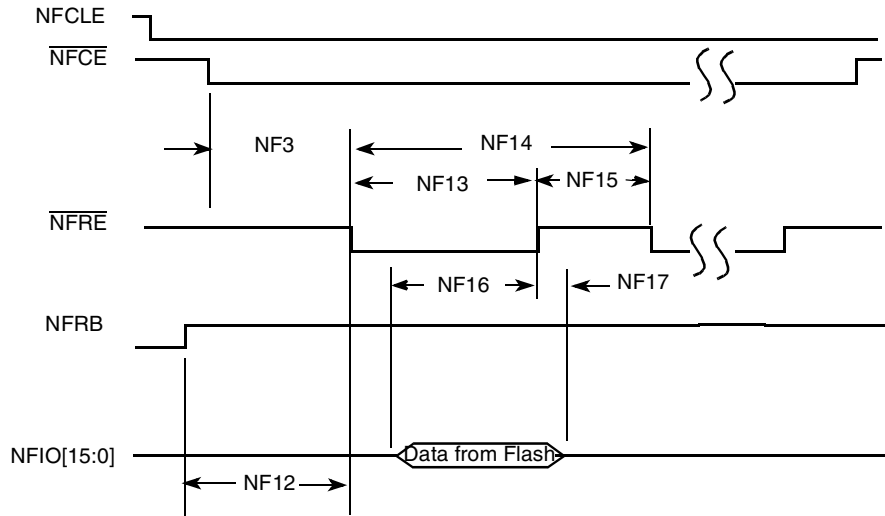 NFCLE
NFCE
NF3
NF14
NF13
NF15
NFRE
NF16
NF17
NFRB
NFIO[15:0]
Data from Flash
NF12